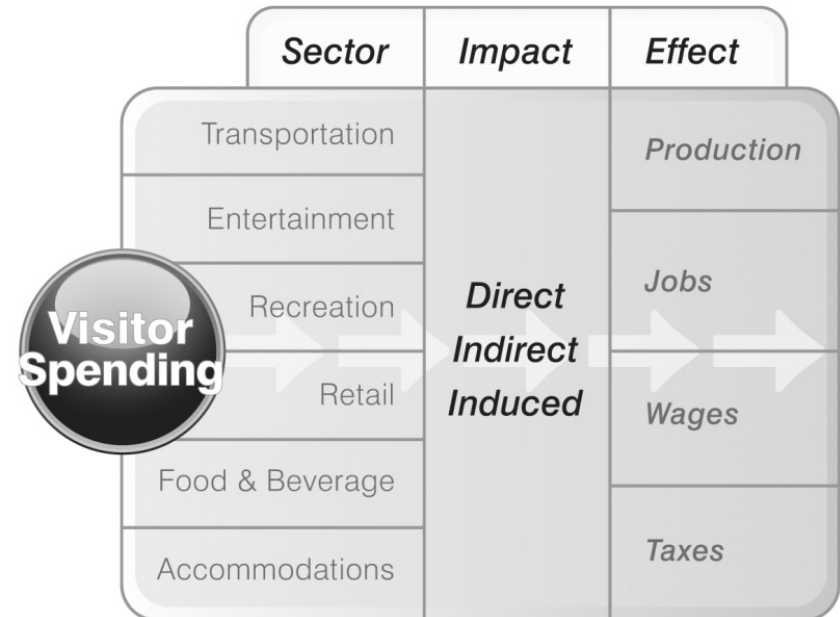 Sector Impact Effect
Transportation
Entertainment
Recreation
Retail
Food & Beverage
Accommodations
Visitor
Spending
Direct
Indirect
Induced
Production
Jobs
Wages
Taxes